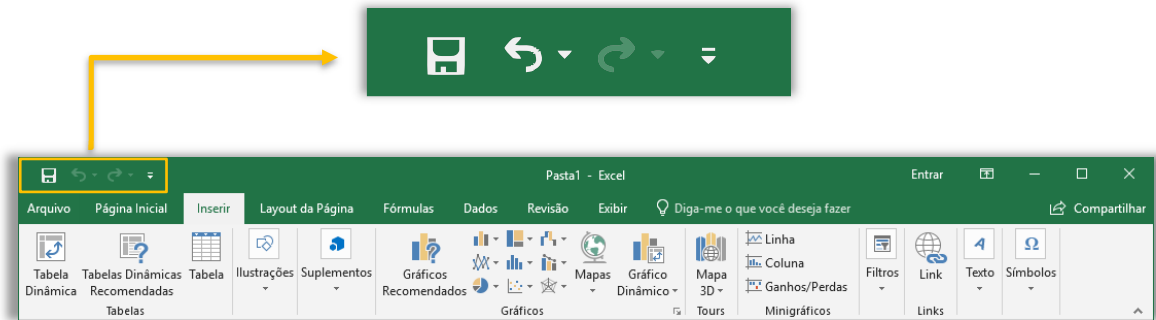 Pasta1 - Excel
Entrar
Arquivo Página Inicial Inserir Layout da Página Fórmulas Dados Revisão Exibir Diga-me o que você deseja fazer Compartilhar
Tabela Dinâmica
Tabelas Dinâmicas Recomendadas
Tabela
Tabelas
Ilustrações
Suplementos
Gráficos Recomendados
Mapas
Gráfico Dinâmico
Gráficos
Mapa 3D
Tours
Linha
Coluna
Ganhos/Perdas
Minigráficos
Filtros
Link
Links
Texto
Símbolos